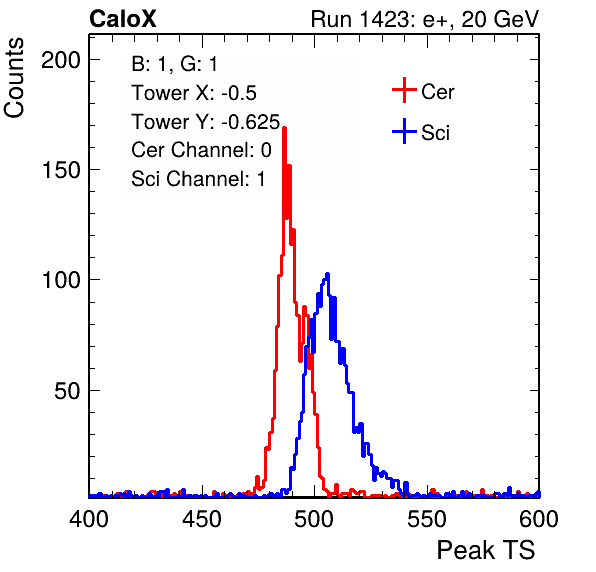 CaloX Run 1423: e+, 20 GeV
Counts
B: 1, G: 1
Tower X: -0.5
Tower Y: -0.625
Cer Channel: 0
Sci Channel: 1
Cer
Sci
200
150
100
50
400 450 500 550 600
Peak TS